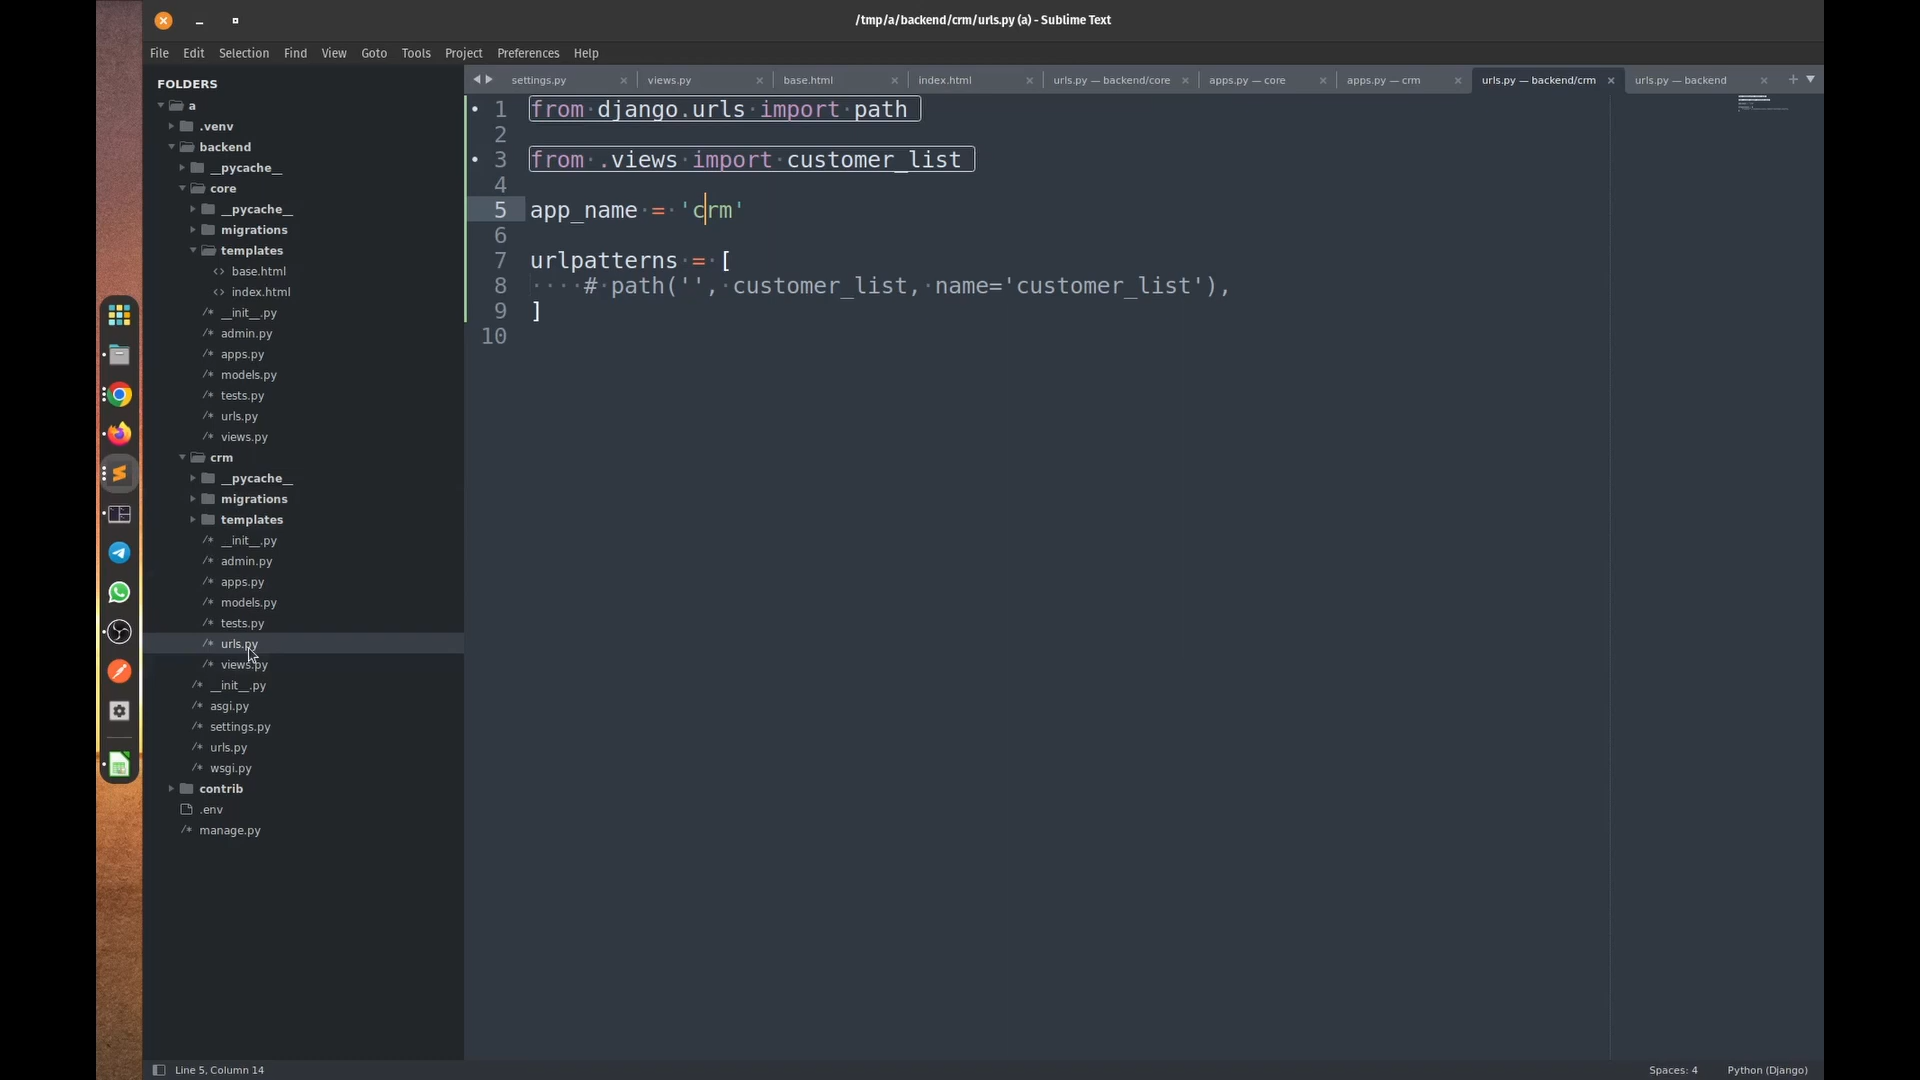 /tmp/a/backend/crm/urls.py (a) - Sublime Text
File Edit Selection Find View Goto Tools Project Preferences Help
FOLDERS
a
.venv
backend
__pycache__
core
__pycache__
migrations
templates
base.html
index.html
__init__.py
admin.py
apps.py
models.py
tests.py
urls.py
views.py
crm
__pycache__
migrations
templates
__init__.py
admin.py
apps.py
models.py
tests.py
urls.py
views.py
__init__.py
asgi.py
settings.py
urls.py
wsgi.py
contrib
.env
manage.py
settings.py views.py base.html index.html urls.py — backend/core apps.py — core apps.py — crm urls.py — backend/crm urls.py — backend
1 from django.urls import path
2
3 from .views import customer_list
4
5 app_name = 'crm'
6
7 urlpatterns = [
8     # path('', customer_list, name='customer_list'),
9 ]
10
Line 5, Column 14 Spaces: 4 Python (Django)